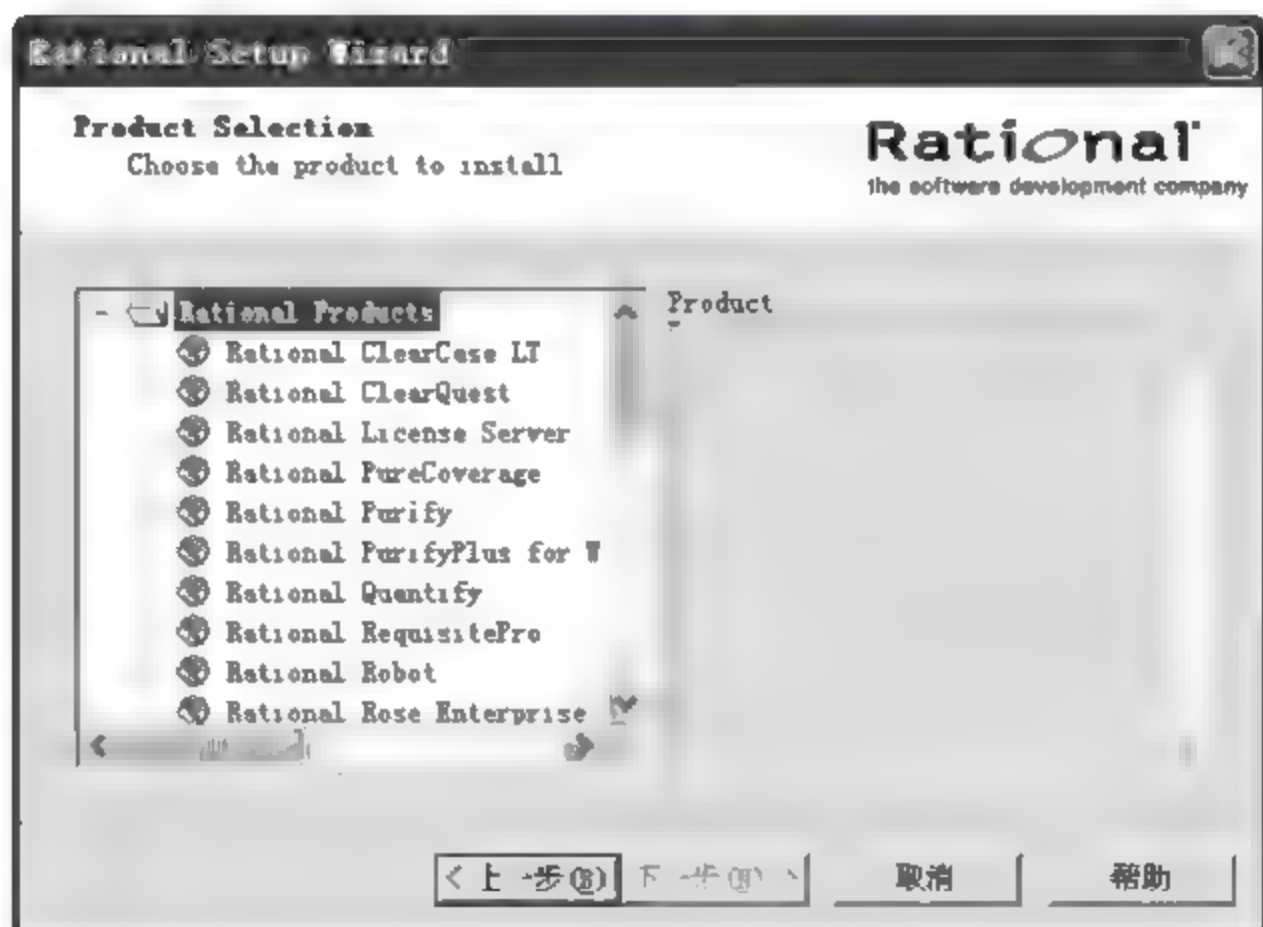 Rational Setup Wizard
Product Selection
Choose the product to install
Rational
the software development company
Rational Products
Rational ClearCase LT
Rational ClearQuest
Rational License Server
Rational PureCoverage
Rational Purify
Rational PurifyPlus for W
Rational Quantify
Rational RequisitePro
Rational Robot
Rational Rose Enterprise
Product
< 上一步(B)
下一步(N) >
取消
帮助